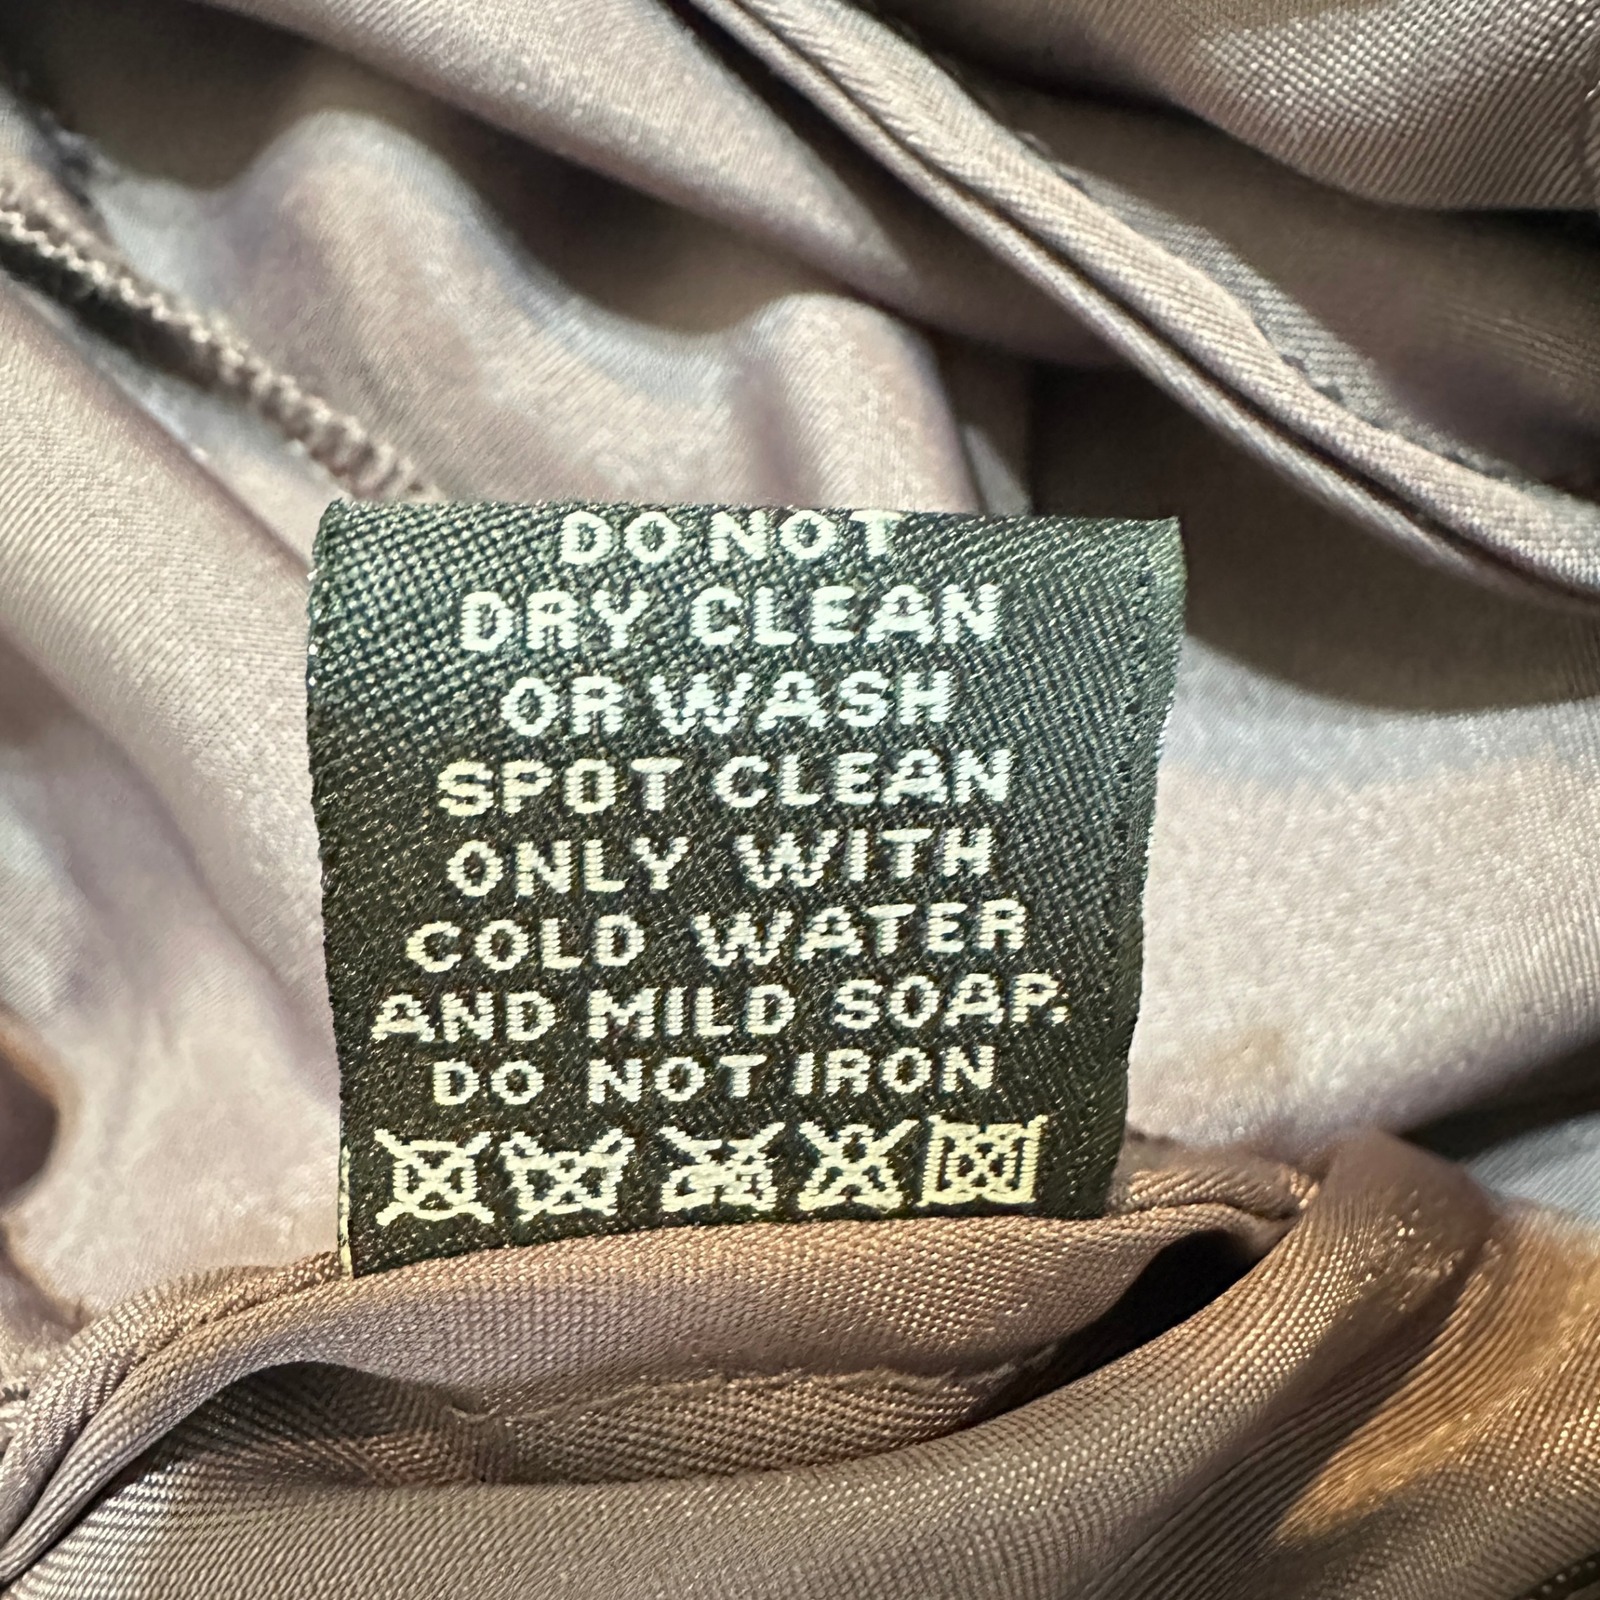 DO NOT
DRY CLEAN
OR WASH
SPOT CLEAN
ONLY WITH
COLD WATER
AND MILD SOAP.
DO NOT IRON